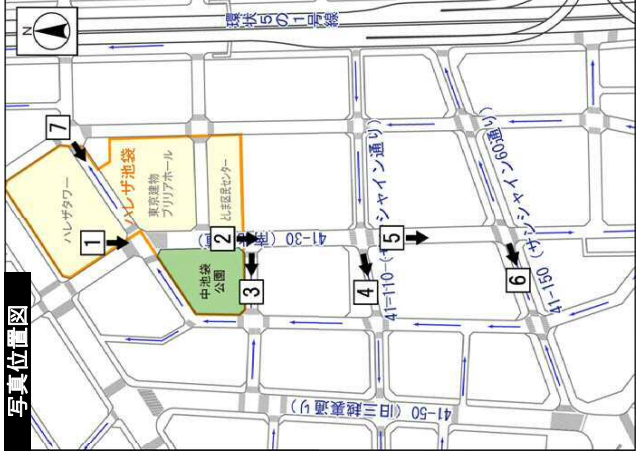 写真位置図
N
環状5の1号線
7
ハレザタワー
ハレザ池袋
1
東京建物
ブリリアホール
としま区民センター
2
中池袋
公園
41-30
3
4
41-110
シャイン通り)
5
6
41-150 (サンシャイン60通り)
41-50 (旧三越裏通り)